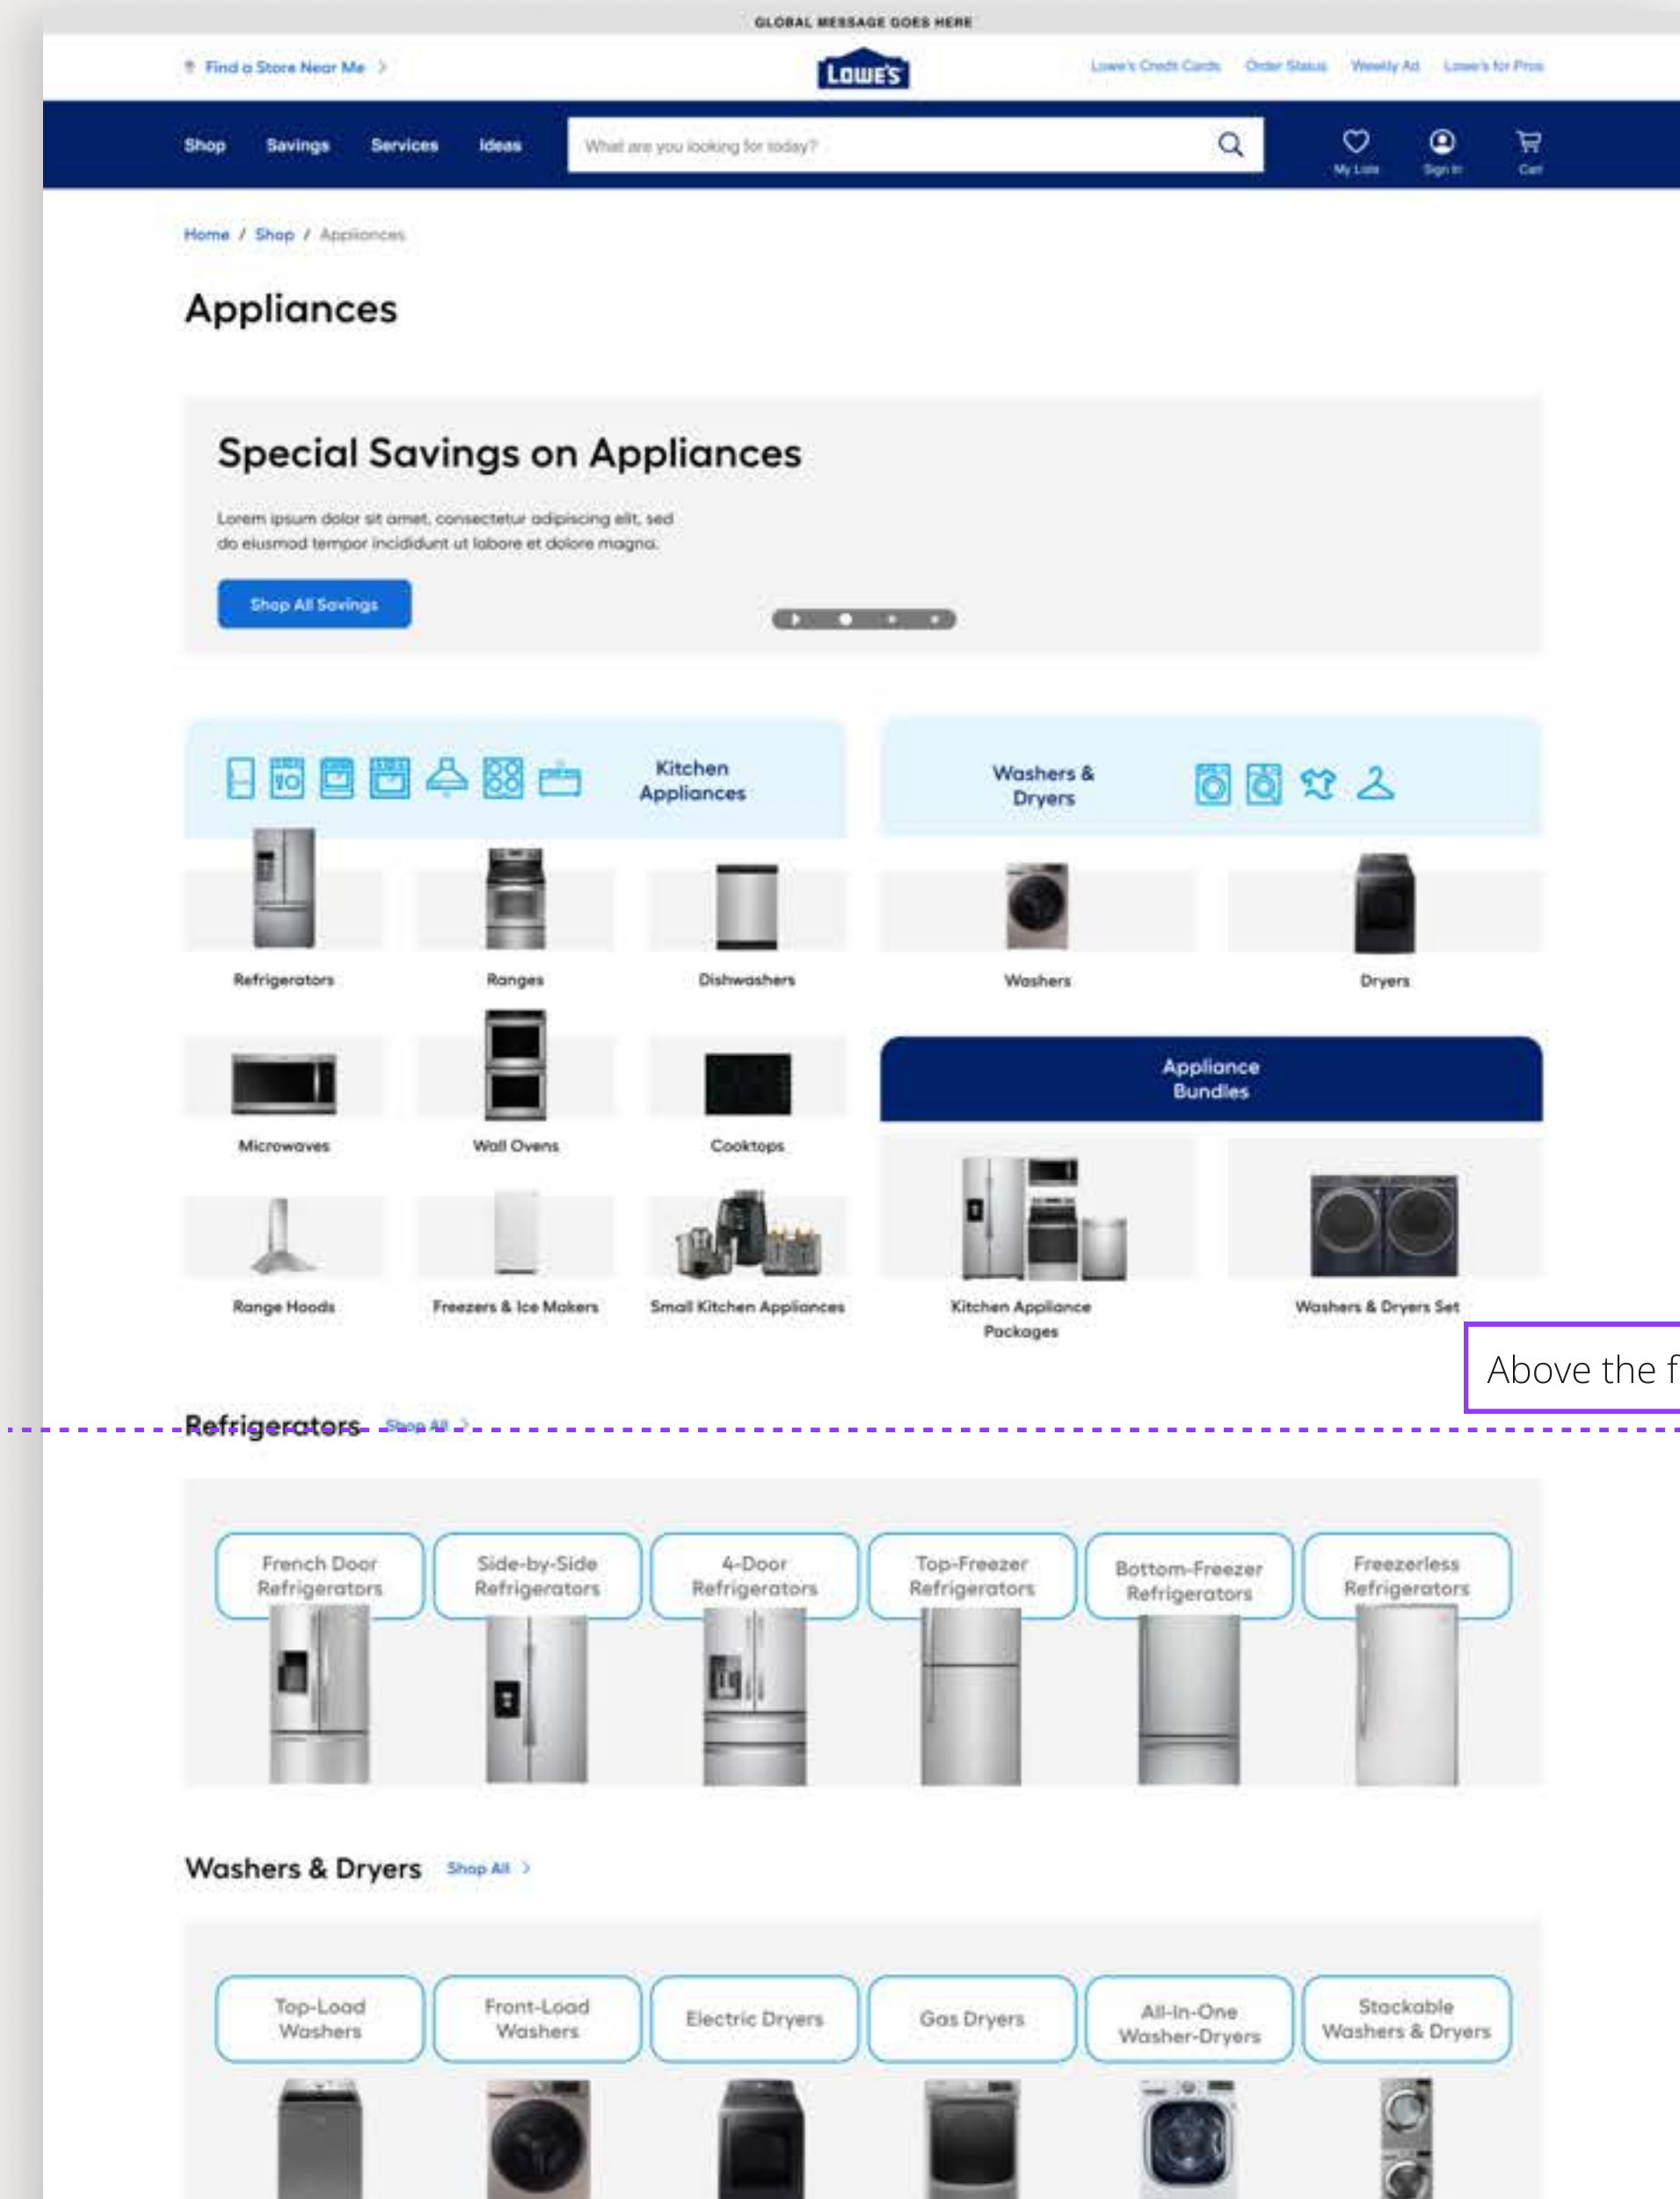 GLOBAL MESSAGE GOES HERE
Find a Store Near Me
LOWE'S
Lowe's Credit Cards
Order Status
Weekly Ad
Lowe's for Pros
Shop
Savings
Services
Ideas
What are you looking for today?
My Lists
Sign In
Cart
Home / Shop / Appliances
Appliances
Special Savings on Appliances
Lorem ipsum dolor sit amet, consectetur adipiscing elit, sed
do eiusmod tempor incididunt ut labore et dolore magna.
Shop All Savings
Kitchen
Appliances
Washers &
Dryers
Refrigerators
Ranges
Dishwashers
Washers
Dryers
Microwaves
Wall Ovens
Cooktops
Appliance
Bundles
Range Hoods
Freezers & Ice Makers
Small Kitchen Appliances
Kitchen Appliance
Packages
Washers & Dryers Set
Above the f
Refrigerators
Shop All
French Door
Refrigerators
Side-by-Side
Refrigerators
4-Door
Refrigerators
Top-Freezer
Refrigerators
Bottom-Freezer
Refrigerators
Freezerless
Refrigerators
Washers & Dryers
Shop All
Top-Load
Washers
Front-Load
Washers
Electric Dryers
Gas Dryers
All-In-One
Washer-Dryers
Stackable
Washers & Dryers